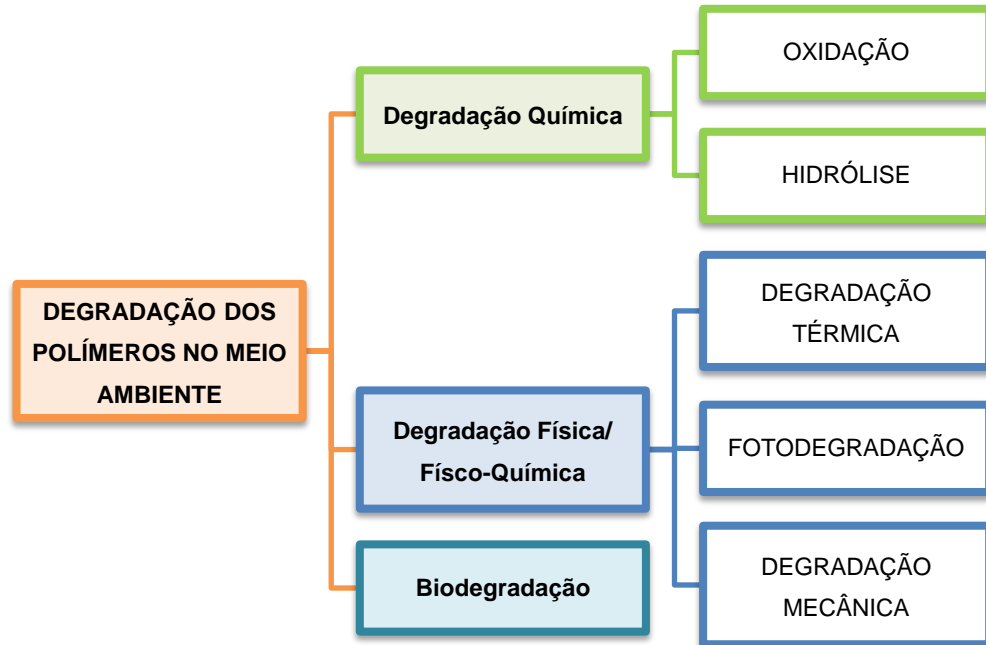 DEGRADAÇÃO DOS
POLÍMEROS NO MEIO
AMBIENTE
Degradação Química
OXIDAÇÃO
HIDRÓLISE
Degradação Física/
Físco-Química
DEGRADAÇÃO
TÉRMICA
FOTODEGRADAÇÃO
DEGRADAÇÃO
MECÂNICA
Biodegradação